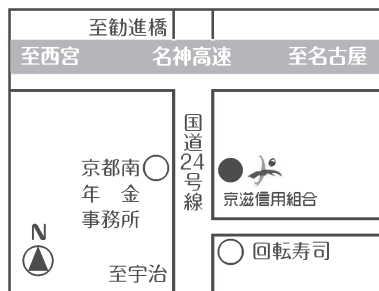 至勧進橋
至西宮 名神高速 至名古屋
国道24号線
京都南
年金
事務所
京滋信用組合
回転寿司
N
至宇治